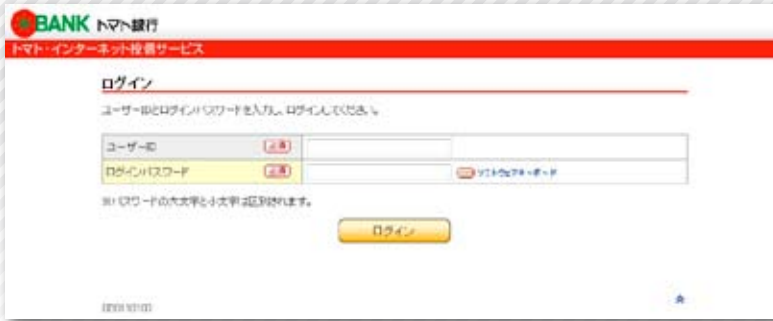 BANK トマト銀行
トマト・インターネット投信サービス
ログイン
ユーザーIDとログインパスワードを入力し、ログインしてください。
ユーザーID 必須
ログインパスワード 必須 ソフトウェアキーボード
※パスワードの大文字と小文字は区別されます。
ログイン